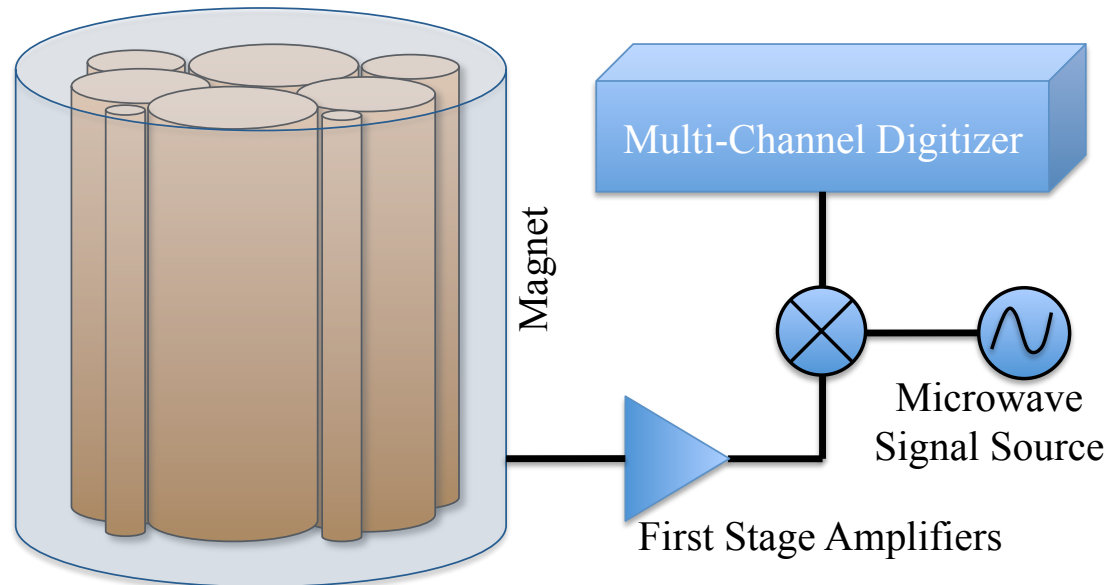 Multi-Channel Digitizer
Magnet
Microwave
Signal Source
First Stage Amplifiers